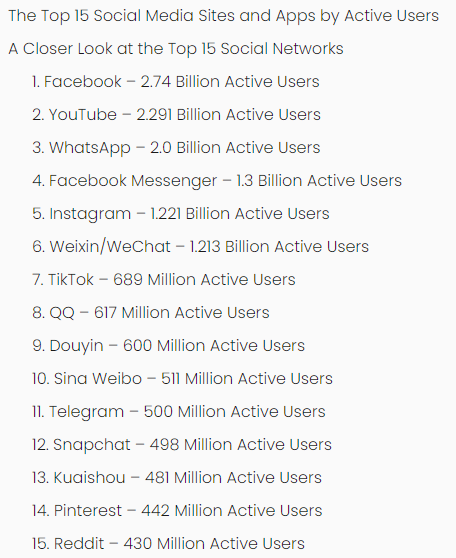 The Top 15 Social Media Sites and Apps by Active Users
A Closer Look at the Top 15 Social Networks
1. Facebook – 2.74 Billion Active Users
2. YouTube – 2.291 Billion Active Users
3. WhatsApp – 2.0 Billion Active Users
4. Facebook Messenger – 1.3 Billion Active Users
5. Instagram – 1.221 Billion Active Users
6. Weixin/WeChat – 1.213 Billion Active Users
7. TikTok – 689 Million Active Users
8. QQ – 617 Million Active Users
9. Douyin – 600 Million Active Users
10. Sina Weibo – 511 Million Active Users
11. Telegram – 500 Million Active Users
12. Snapchat – 498 Million Active Users
13. Kuaishou – 481 Million Active Users
14. Pinterest – 442 Million Active Users
15. Reddit – 430 Million Active Users